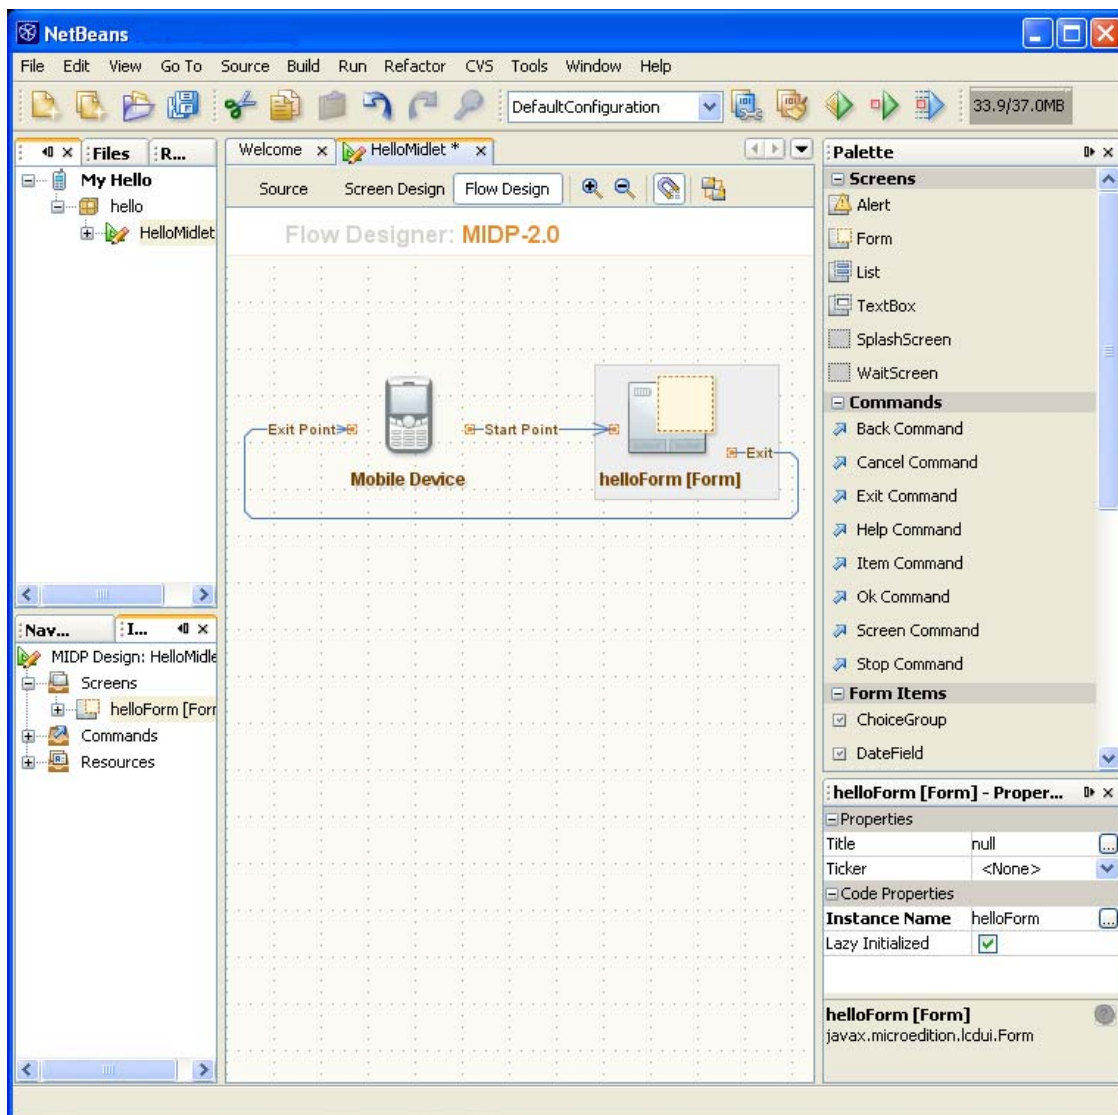 NetBeans
File Edit View Go To Source Build Run Refactor CVS Tools Window Help
DefaultConfiguration
33.9/37.0MB
Files
R...
My Hello
hello
HelloMidlet
Welcome
HelloMidlet *
Source
Screen Design
Flow Design
Flow Designer: MIDP-2.0
Exit Point
Start Point
Exit
Mobile Device
helloForm [Form]
Palette
Screens
Alert
Form
List
TextBox
SplashScreen
WaitScreen
Commands
Back Command
Cancel Command
Exit Command
Help Command
Item Command
Ok Command
Screen Command
Stop Command
Form Items
ChoiceGroup
DateField
Nav...
I...
MIDP Design: HelloMidle
Screens
helloForm [Forr
Commands
Resources
helloForm [Form] - Proper...
Properties
Title null
...
Ticker <None>
Code Properties
Instance Name helloForm
...
Lazy Initialized
helloForm [Form]
javax.microedition.lcdui.Form